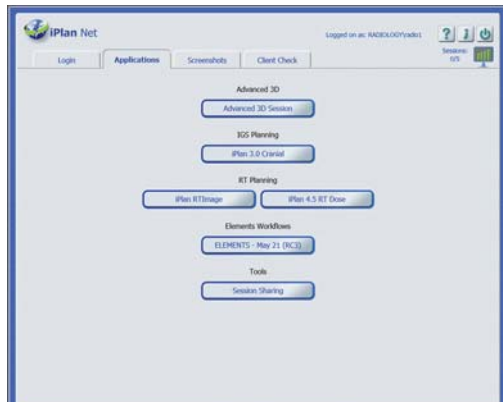 iPlan Net
Logged on as: RADIOLOGY\rado1
Login
Applications
Screenshots
Client Check
Sessions:
0/5
Advanced 3D
Advanced 3D Session
IGS Planning
iPlan 3.0 Cranial
RT Planning
iPlan RTImage
iPlan 4.5 RT Dose
Elements Workflows
ELEMENTS - May 21 (RC3)
Tools
Session Sharing